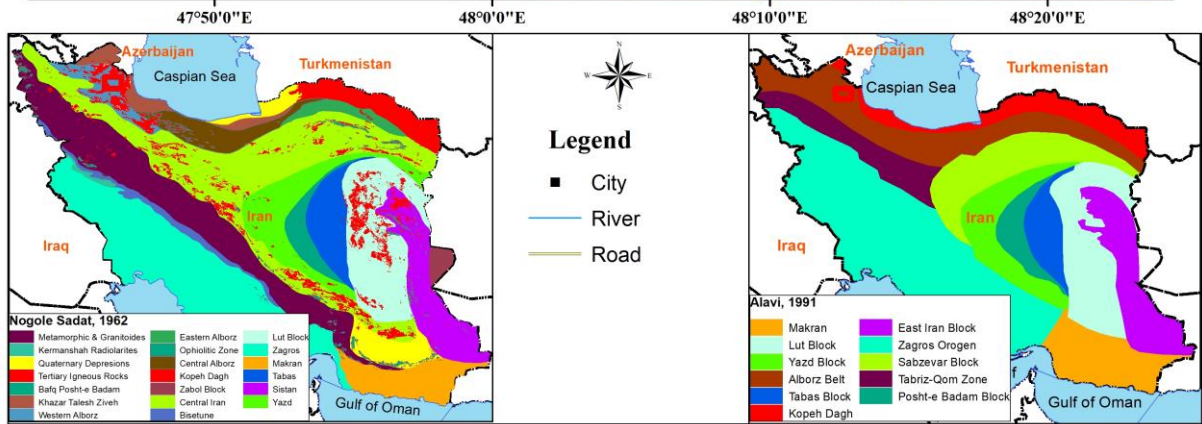 47°50'0"E
48°0'0"E
48°10'0"E
48°20'0"E
Azerbaijan
Caspian Sea
Turkmenistan
Iran
Iraq
Gulf of Oman
Nogole Sadat, 1962
Metamorphic & Granitoides
Kermanshah Radiolarites
Quaternary Depresions
Tertiary Igneous Rocks
Bafq Posht-e Badam
Khazar Talesh Ziveh
Western Alborz
Eastern Alborz
Ophiolitic Zone
Central Alborz
Kopeh Dagh
Zabol Block
Central Iran
Bisetune
Lut Block
Zagros
Makran
Tabas
Sistan
Yazd
N
W E
S
Legend
City
River
Road
Azerbaijan
Caspian Sea
Turkmenistan
Iran
Iraq
Gulf of Oman
Alavi, 1991
Makran
Lut Block
Yazd Block
Alborz Belt
Tabas Block
Kopeh Dagh
East Iran Block
Zagros Orogen
Sabzevar Block
Tabriz-Qom Zone
Posht-e Badam Block